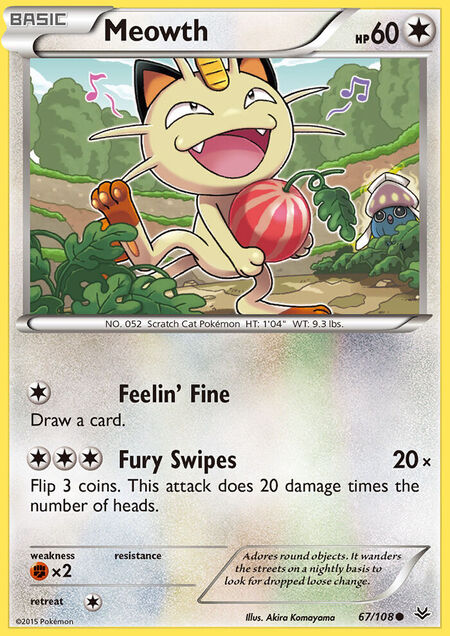 BASIC
Meowth
HP60
NO. 052 Scratch Cat Pokémon HT: 1'04" WT: 9.3 lbs.
Feelin' Fine
Draw a card.
Fury Swipes 20×
Flip 3 coins. This attack does 20 damage times the
number of heads.
weakness resistance
×2
retreat
Adores round objects. It wanders
the streets on a nightly basis to
look for dropped loose change.
©2015 Pokémon
Illus. Akira Komayama
67/108